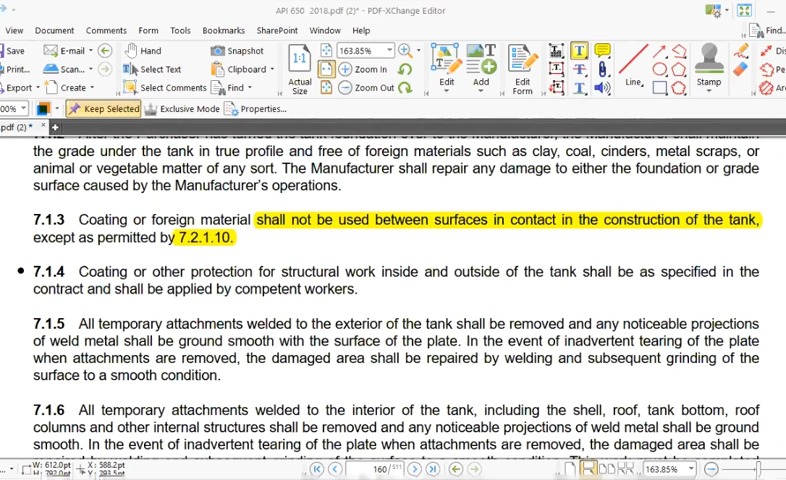 API 650 2018.pdf (2)* - PDF-XChange Editor
View Document Comments Form Tools Bookmarks SharePoint Window Help Find...
Save E-mail Hand Snapshot 163.85% Zoom In Zoom Out
Print... Scan... Select Text Clipboard Actual Size Edit Add Edit Form Line Stamp
Export Create Select Comments Find
00% Keep Selected Exclusive Mode Properties...
.pdf (2) *
the grade under the tank in true profile and free of foreign materials such as clay, coal, cinders, metal scraps, or
animal or vegetable matter of any sort. The Manufacturer shall repair any damage to either the foundation or grade
surface caused by the Manufacturer's operations.
7.1.3 Coating or foreign material shall not be used between surfaces in contact in the construction of the tank,
except as permitted by 7.2.1.10.
7.1.4 Coating or other protection for structural work inside and outside of the tank shall be as specified in the
contract and shall be applied by competent workers.
7.1.5 All temporary attachments welded to the exterior of the tank shall be removed and any noticeable projections
of weld metal shall be ground smooth with the surface of the plate. In the event of inadvertent tearing of the plate
when attachments are removed, the damaged area shall be repaired by welding and subsequent grinding of the
surface to a smooth condition.
7.1.6 All temporary attachments welded to the interior of the tank, including the shell, roof, tank bottom, roof
columns and other internal structures shall be removed and any noticeable projections of weld metal shall be ground
smooth. In the event of inadvertent tearing of the plate when attachments are removed, the damaged area shall be
W: 612.0pt X: 588.2pt 160 / 511 163.85%
H: 792.0pt Y: 293.5pt